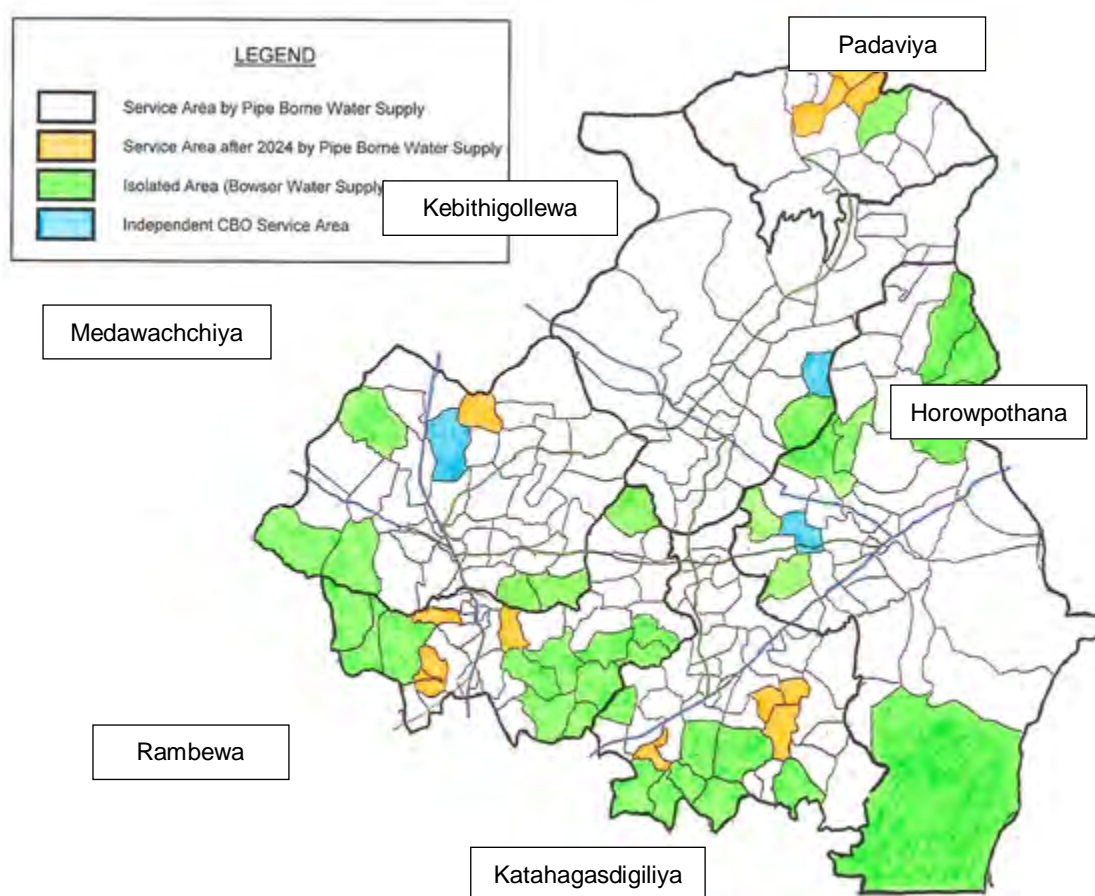 LEGEND
Service Area by Pipe Borne Water Supply
Service Area after 2024 by Pipe Borne Water Supply
Isolated Area (Bowser Water Supply
Independent CBO Service Area
Padaviya
Kebithigollewa
Medawachchiya
Horowpothana
Rambewa
Katahagasdigiliya